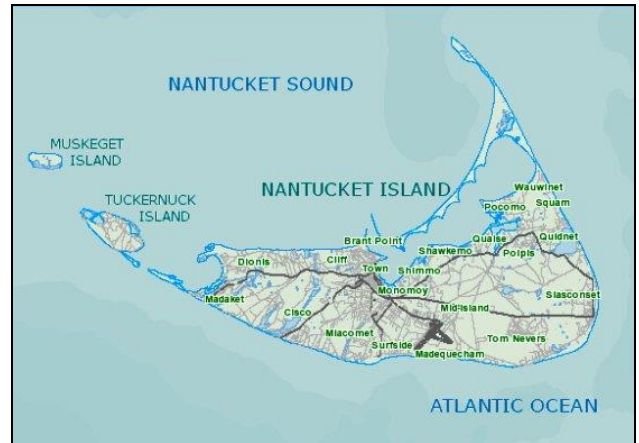 NANTUCKET SOUND
MUSKEGET
ISLAND
NANTUCKET ISLAND
TUCKERNUCK
ISLAND
Wauwinet
Squam
Pocomo
Brant Point
Quaise
Quidnet
Shawkemo
Polpis
Dionis
Cliff
Town
Shimmo
Monomoy
Siasconset
Madaket
Mid-Island
Cisco
Miacomet
Tom Nevers
Surfside
Madequecham
ATLANTIC OCEAN